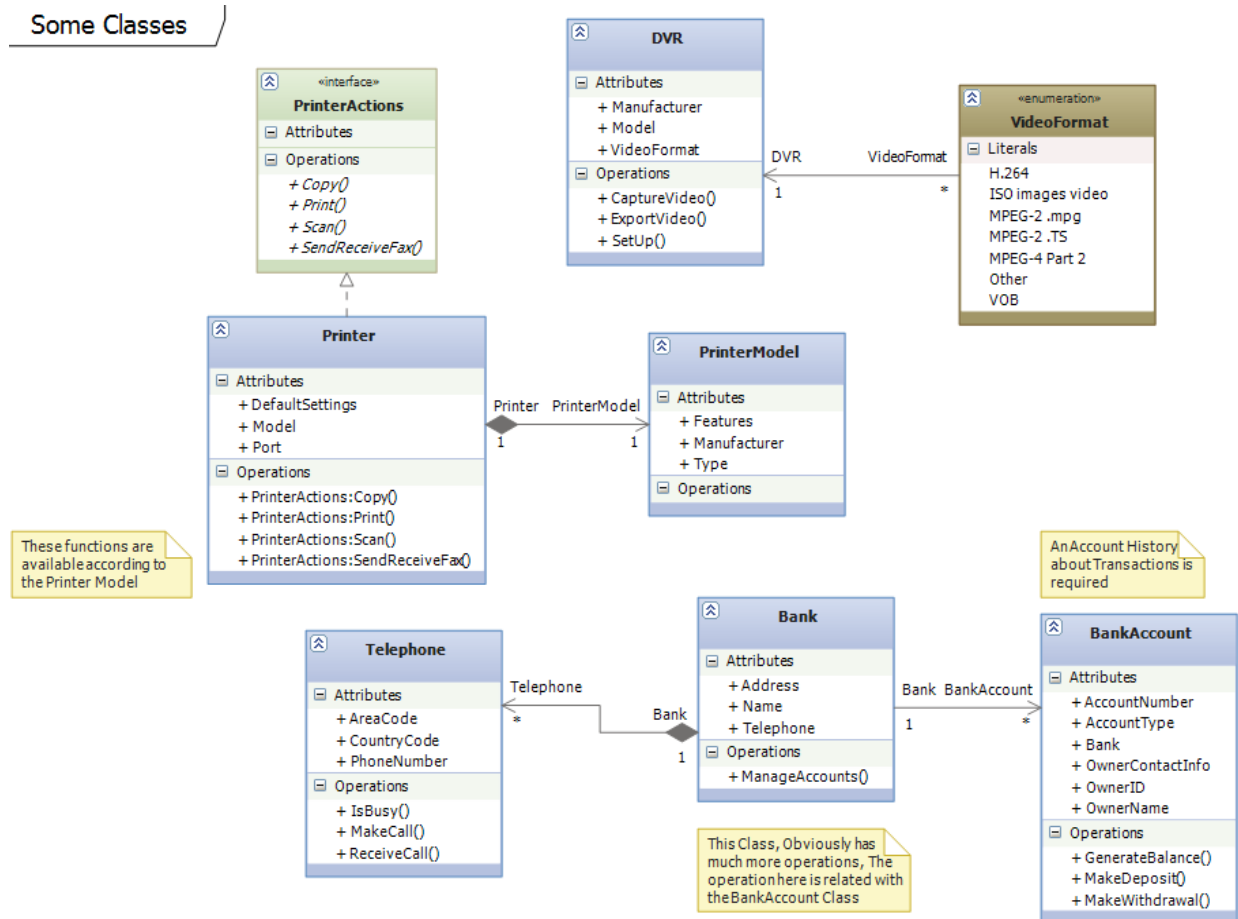 Some Classes
«interface»
PrinterActions
Attributes
Operations
+ Copy()
+ Print()
+ Scan()
+ SendReceiveFax()
DVR
Attributes
+ Manufacturer
+ Model
+ VideoFormat
Operations
+ CaptureVideo()
+ ExportVideo()
+ SetUp()
DVR
1
VideoFormat
*
«enumeration»
VideoFormat
Literals
H.264
ISO images video
MPEG-2 .mpg
MPEG-2 .TS
MPEG-4 Part 2
Other
VOB
Printer
Attributes
+ DefaultSettings
+ Model
+ Port
Operations
+ PrinterActions:Copy()
+ PrinterActions:Print()
+ PrinterActions:Scan()
+ PrinterActions:SendReceiveFax()
Printer
1
PrinterModel
1
PrinterModel
Attributes
+ Features
+ Manufacturer
+ Type
Operations
These functions are
available according to
the Printer Model
An Account History
about Transactions is
required
Telephone
Attributes
+ AreaCode
+ CountryCode
+ PhoneNumber
Operations
+ IsBusy()
+ MakeCall()
+ ReceiveCall()
Telephone
*
Bank
1
Bank
Attributes
+ Address
+ Name
+ Telephone
Operations
+ ManageAccounts()
Bank
1
BankAccount
*
BankAccount
Attributes
+ AccountNumber
+ AccountType
+ Bank
+ OwnerContactInfo
+ OwnerID
+ OwnerName
Operations
+ GenerateBalance()
+ MakeDeposit()
+ MakeWithdrawal()
This Class, Obviously has
much more operations, The
operation here is related with
the BankAccount Class